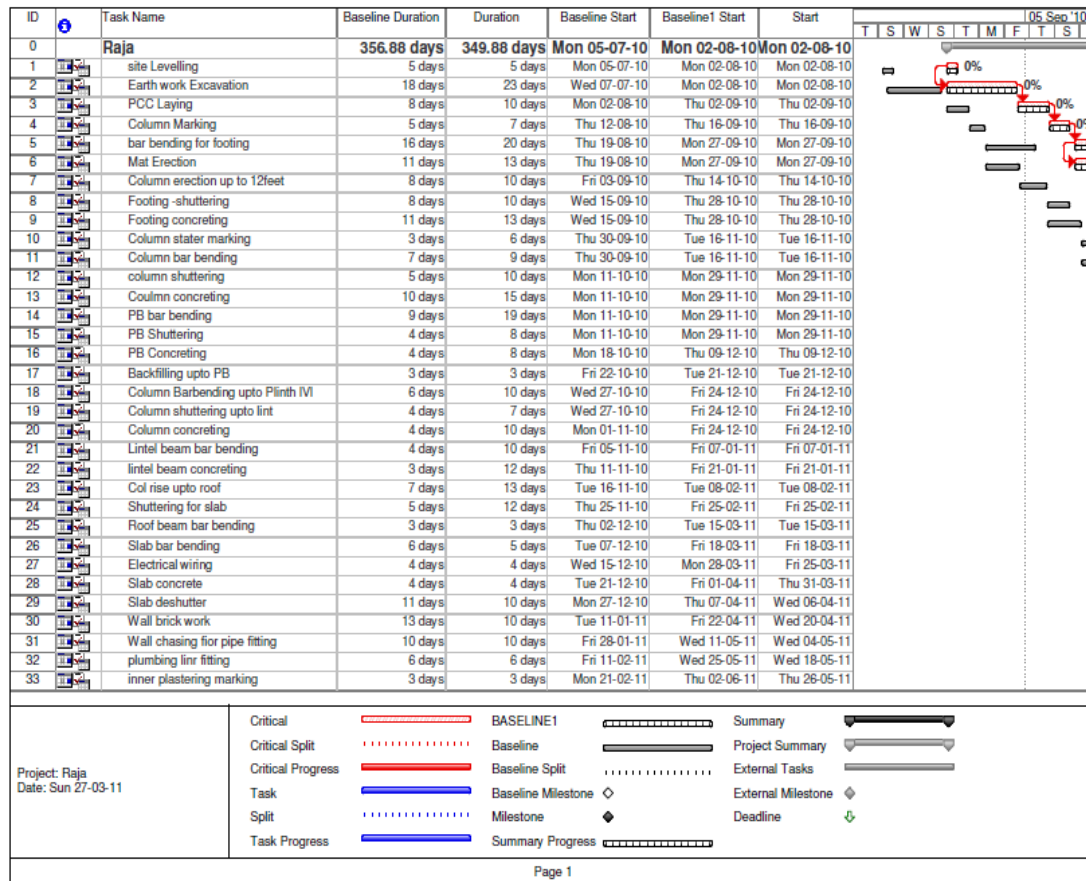 ID Task Name Baseline Duration Duration Baseline Start Baseline1 Start Start 05 Sep '10
T S W S T M F T S
0 Raja 356.88 days 349.88 days Mon 05-07-10 Mon 02-08-10 Mon 02-08-10
1 site Levelling 5 days 5 days Mon 05-07-10 Mon 02-08-10 Mon 02-08-10 0%
2 Earth work Excavation 18 days 23 days Wed 07-07-10 Mon 02-08-10 Mon 02-08-10 0%
3 PCC Laying 8 days 10 days Mon 02-08-10 Thu 02-09-10 Thu 02-09-10 0%
4 Column Marking 5 days 7 days Thu 12-08-10 Thu 16-09-10 Thu 16-09-10 0%
5 bar bending for footing 16 days 20 days Thu 19-08-10 Mon 27-09-10 Mon 27-09-10
6 Mat Erection 11 days 13 days Thu 19-08-10 Mon 27-09-10 Mon 27-09-10
7 Column erection up to 12feet 8 days 10 days Fri 03-09-10 Thu 14-10-10 Thu 14-10-10
8 Footing -shuttering 8 days 10 days Wed 15-09-10 Thu 28-10-10 Thu 28-10-10
9 Footing concreting 11 days 13 days Wed 15-09-10 Thu 28-10-10 Thu 28-10-10
10 Column stater marking 3 days 6 days Thu 30-09-10 Tue 16-11-10 Tue 16-11-10
11 Column bar bending 7 days 9 days Thu 30-09-10 Tue 16-11-10 Tue 16-11-10
12 column shuttering 5 days 10 days Mon 11-10-10 Mon 29-11-10 Mon 29-11-10
13 Coulmn concreting 10 days 15 days Mon 11-10-10 Mon 29-11-10 Mon 29-11-10
14 PB bar bending 9 days 19 days Mon 11-10-10 Mon 29-11-10 Mon 29-11-10
15 PB Shuttering 4 days 8 days Mon 11-10-10 Mon 29-11-10 Mon 29-11-10
16 PB Concreting 4 days 8 days Mon 18-10-10 Thu 09-12-10 Thu 09-12-10
17 Backfilling upto PB 3 days 3 days Fri 22-10-10 Tue 21-12-10 Tue 21-12-10
18 Column Barbending upto Plinth lVl 6 days 10 days Wed 27-10-10 Fri 24-12-10 Fri 24-12-10
19 Column shuttering upto lint 4 days 7 days Wed 27-10-10 Fri 24-12-10 Fri 24-12-10
20 Column concreting 4 days 10 days Mon 01-11-10 Fri 24-12-10 Fri 24-12-10
21 Lintel beam bar bending 4 days 10 days Fri 05-11-10 Fri 07-01-11 Fri 07-01-11
22 lintel beam concreting 3 days 12 days Thu 11-11-10 Fri 21-01-11 Fri 21-01-11
23 Col rise upto roof 7 days 13 days Tue 16-11-10 Tue 08-02-11 Tue 08-02-11
24 Shuttering for slab 5 days 12 days Thu 25-11-10 Fri 25-02-11 Fri 25-02-11
25 Roof beam bar bending 3 days 3 days Thu 02-12-10 Tue 15-03-11 Tue 15-03-11
26 Slab bar bending 6 days 5 days Tue 07-12-10 Fri 18-03-11 Fri 18-03-11
27 Electrical wiring 4 days 4 days Wed 15-12-10 Mon 28-03-11 Fri 25-03-11
28 Slab concrete 4 days 4 days Tue 21-12-10 Fri 01-04-11 Thu 31-03-11
29 Slab deshutter 11 days 10 days Mon 27-12-10 Thu 07-04-11 Wed 06-04-11
30 Wall brick work 13 days 10 days Tue 11-01-11 Fri 22-04-11 Wed 20-04-11
31 Wall chasing fior pipe fitting 10 days 10 days Fri 28-01-11 Wed 11-05-11 Wed 04-05-11
32 plumbing linr fitting 6 days 6 days Fri 11-02-11 Wed 25-05-11 Wed 18-05-11
33 inner plastering marking 3 days 3 days Mon 21-02-11 Thu 02-06-11 Thu 26-05-11
Project: Raja
Date: Sun 27-03-11
Critical BASELINE1 Summary
Critical Split Baseline Project Summary
Critical Progress Baseline Split External Tasks
Task Baseline Milestone External Milestone
Split Milestone Deadline
Task Progress Summary Progress
Page 1